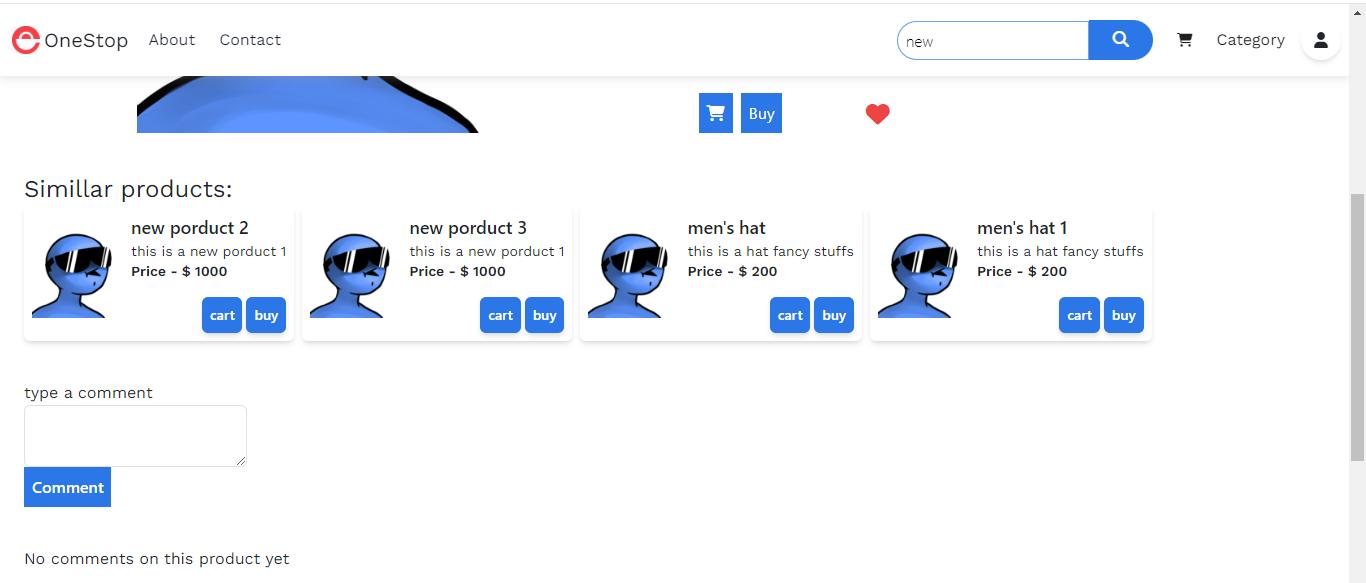 OneStop About Contact new Category
Buy
Simillar products:
new porduct 2
this is a new porduct 1
Price - $ 1000
cart buy
new porduct 3
this is a new porduct 1
Price - $ 1000
cart buy
men's hat
this is a hat fancy stuffs
Price - $ 200
cart buy
men's hat 1
this is a hat fancy stuffs
Price - $ 200
cart buy
type a comment
Comment
No comments on this product yet